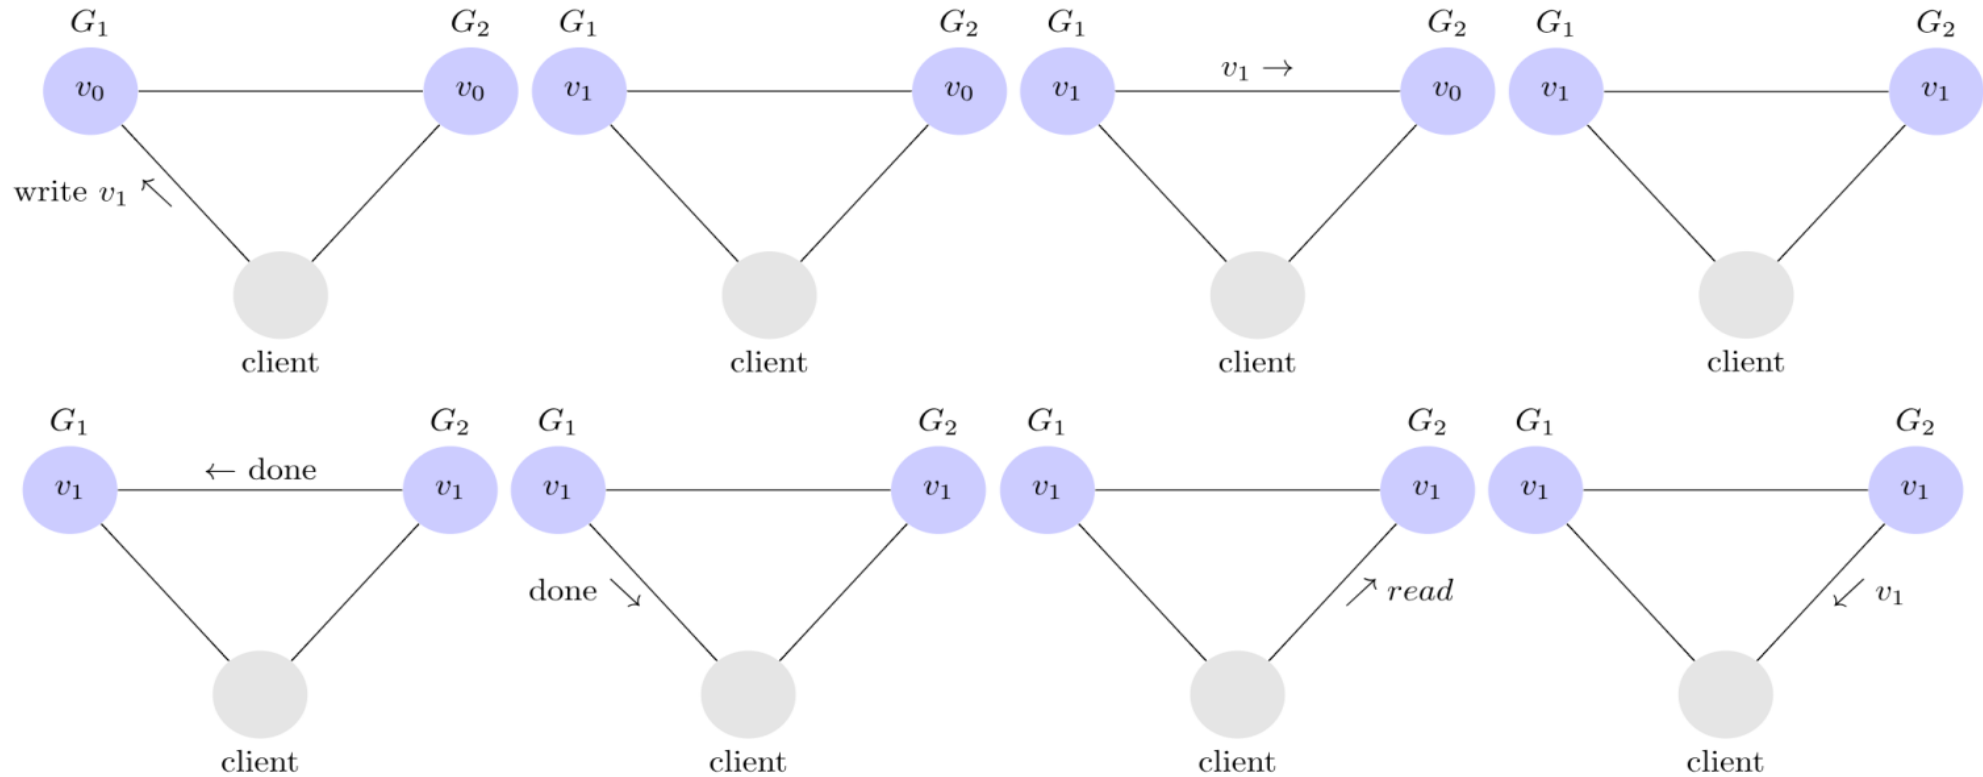 G₁ G₂ G₁ G₂ G₁ G₂ G₁ G₂
v₀ v₀ v₁ v₀ v₁ v₁ → v₀ v₁ v₁
write v₁ ↖
client client client client
G₁ G₂ G₁ G₂ G₁ G₂ G₁ G₂
v₁ ← done v₁ v₁ v₁ v₁ v₁ v₁ v₁
done ↘ ↗ read ↙ v₁
client client client client